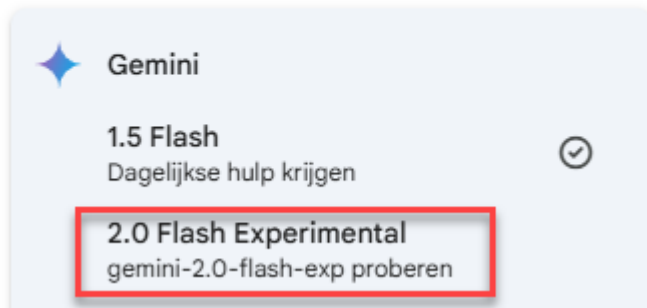 Gemini
1.5 Flash
Dagelijkse hulp krijgen
2.0 Flash Experimental
gemini-2.0-flash-exp proberen